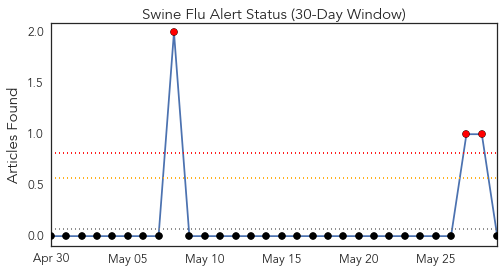 Swine Flu Alert Status (30-Day Window)
Articles Found
2.0
1.5
1.0
0.5
0.0
Apr 30
May 05
May 10
May 15
May 20
May 25